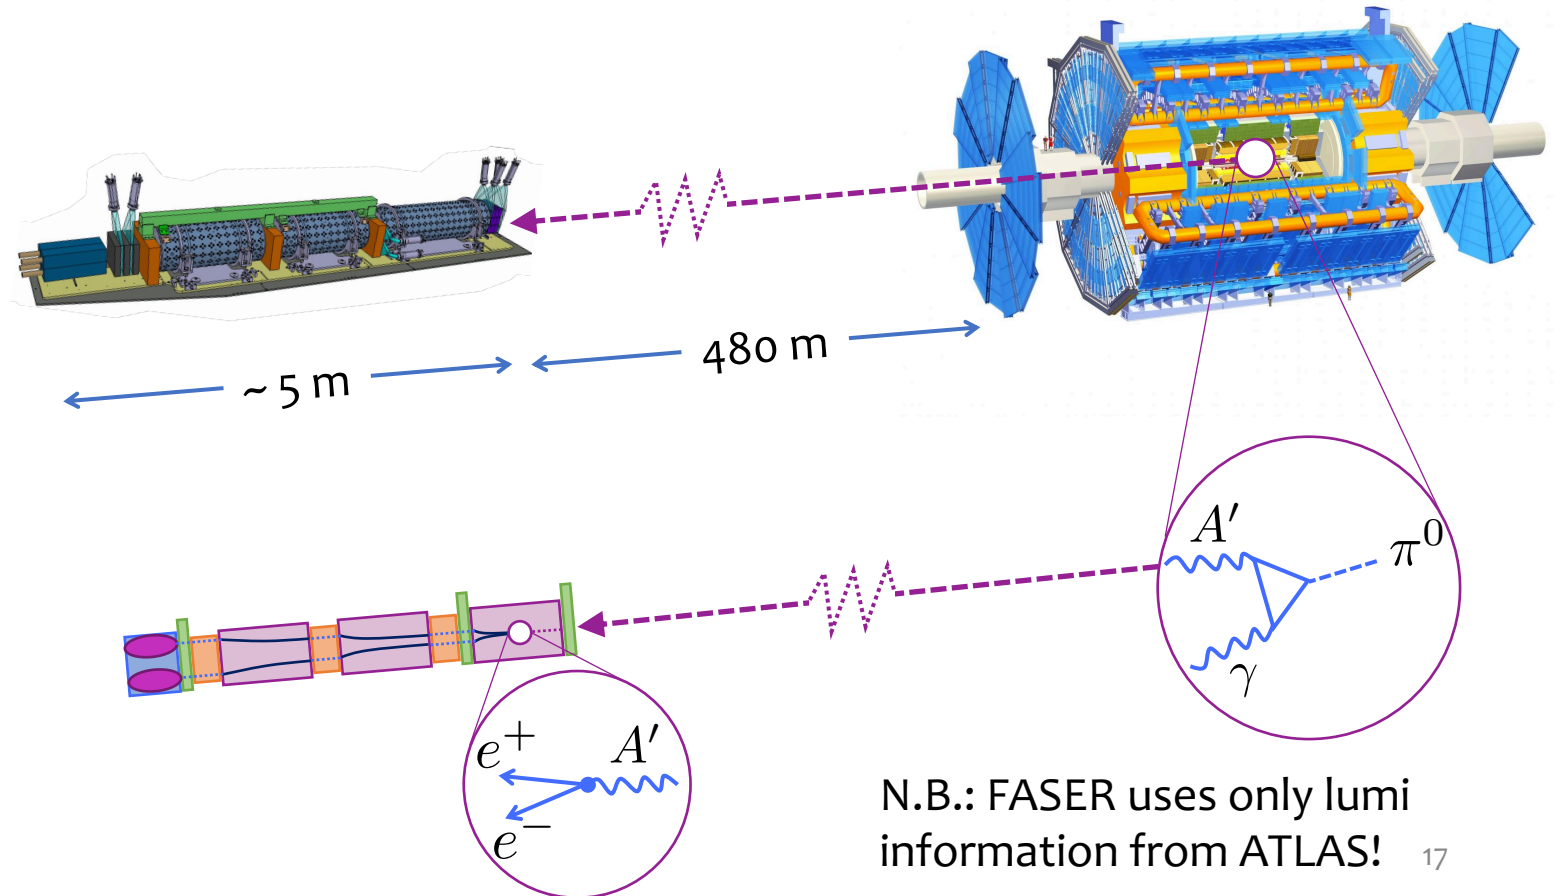 ~ 5 m
480 m
A′
π⁰
γ
e⁺
A′
e⁻
N.B.: FASER uses only lumi
information from ATLAS!
17